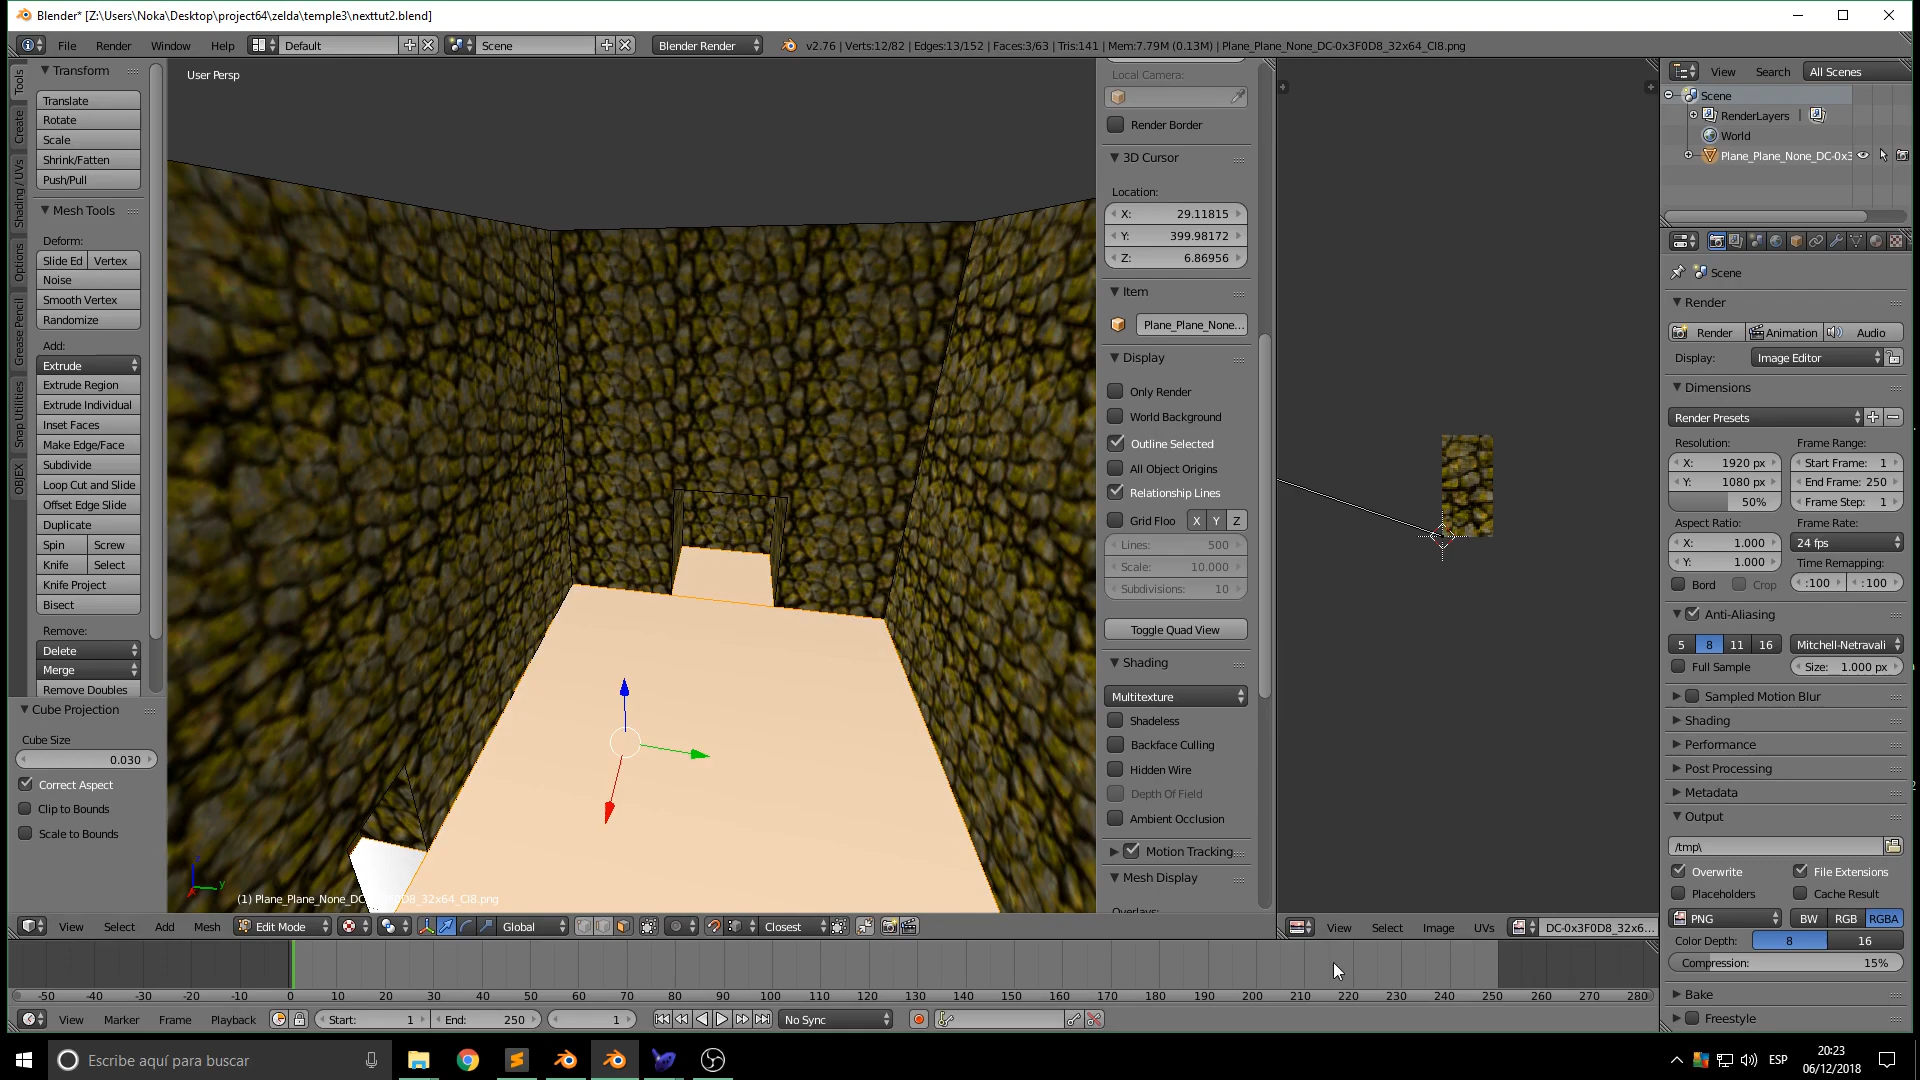 Blender* [Z:\Users\Noka\Desktop\project64\zelda\temple3\nexttut2.blend]
File Render Window Help Default Scene Blender Render v2.76 | Verts:12/82 | Edges:13/152 | Faces:3/63 | Tris:141 | Mem:7.79M (0.13M) | Plane_Plane_None_DC-0x3F0D8_32x64_CI8.png
Tools
Create
Shading / UVs
Options
Grease Pencil
Snap Utilities
OBJEX
Transform
Translate
Rotate
Scale
Shrink/Fatten
Push/Pull
Mesh Tools
Deform:
Slide Ed Vertex
Noise
Smooth Vertex
Randomize
Add:
Extrude
Extrude Region
Extrude Individual
Inset Faces
Make Edge/Face
Subdivide
Loop Cut and Slide
Offset Edge Slide
Duplicate
Spin Screw
Knife Select
Knife Project
Bisect
Remove:
Delete
Merge
Remove Doubles
Cube Projection
Cube Size
0.030
Correct Aspect
Clip to Bounds
Scale to Bounds
User Persp
y
(1) Plane_Plane_None_DC-0x3F0D8_32x64_CI8.png
Local Camera:
Render Border
3D Cursor
Location:
X: 29.11815
Y: 399.98172
Z: 6.86956
Item
Plane_Plane_None...
Display
Only Render
World Background
Outline Selected
All Object Origins
Relationship Lines
Grid Floo X Y Z
Lines: 500
Scale: 10.000
Subdivisions: 10
Toggle Quad View
Shading
Multitexture
Shadeless
Backface Culling
Hidden Wire
Depth Of Field
Ambient Occlusion
Motion Tracking
Mesh Display
Overlays:
View Search All Scenes
Scene
RenderLayers
World
Plane_Plane_None_DC-0x3
Scene
Render
Render Animation Audio
Display: Image Editor
Dimensions
Render Presets
Resolution: Frame Range:
X: 1920 px Start Frame: 1
Y: 1080 px End Frame: 250
50% Frame Step: 1
Aspect Ratio: Frame Rate:
X: 1.000 24 fps
Y: 1.000 Time Remapping:
Bord Crop :100 :100
Anti-Aliasing
5 8 11 16 Mitchell-Netravali
Full Sample Size: 1.000 px
Sampled Motion Blur
Shading
Performance
Post Processing
Metadata
Output
/tmp\
Overwrite File Extensions
Placeholders Cache Result
PNG BW RGB RGBA
Color Depth: 8 16
Compression: 15%
Bake
Freestyle
View Select Add Mesh Edit Mode Global Closest
View Select Image UVs DC-0x3F0D8_32x6...
-50 -40 -30 -20 -10 0 10 20 30 40 50 60 70 80 90 100 110 120 130 140 150 160 170 180 190 200 210 220 230 240 250 260 270 280
View Marker Frame Playback Start: 1 End: 250 1 No Sync
Escribe aquí para buscar
ESP
20:23
06/12/2018